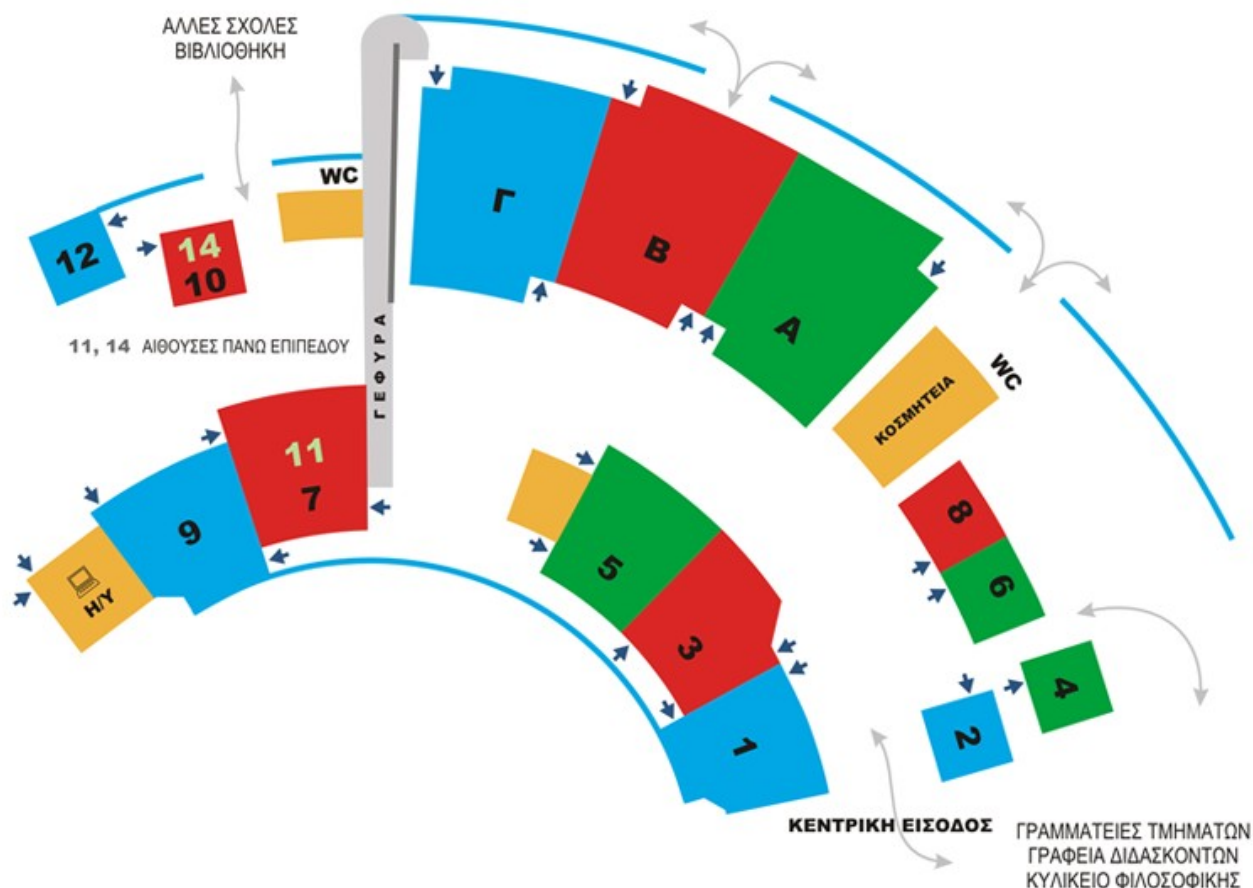 ΑΛΛΕΣ ΣΧΟΛΕΣ
ΒΙΒΛΙΟΘΗΚΗ
WC
12
14
10
11, 14 ΑΙΘΟΥΣΕΣ ΠΑΝΩ ΕΠΙΠΕΔΟΥ
ΓΕΦΥΡΑ
Γ
Β
Α
ΚΟΣΜΗΤΕΙΑ
WC
11
7
9
Η/Υ
5
3
1
8
6
4
2
ΚΕΝΤΡΙΚΗ ΕΙΣΟΔΟΣ
ΓΡΑΜΜΑΤΕΙΕΣ ΤΜΗΜΑΤΩΝ
ΓΡΑΦΕΙΑ ΔΙΔΑΣΚΟΝΤΩΝ
ΚΥΛΙΚΕΙΟ ΦΙΛΟΣΟΦΙΚΗΣ